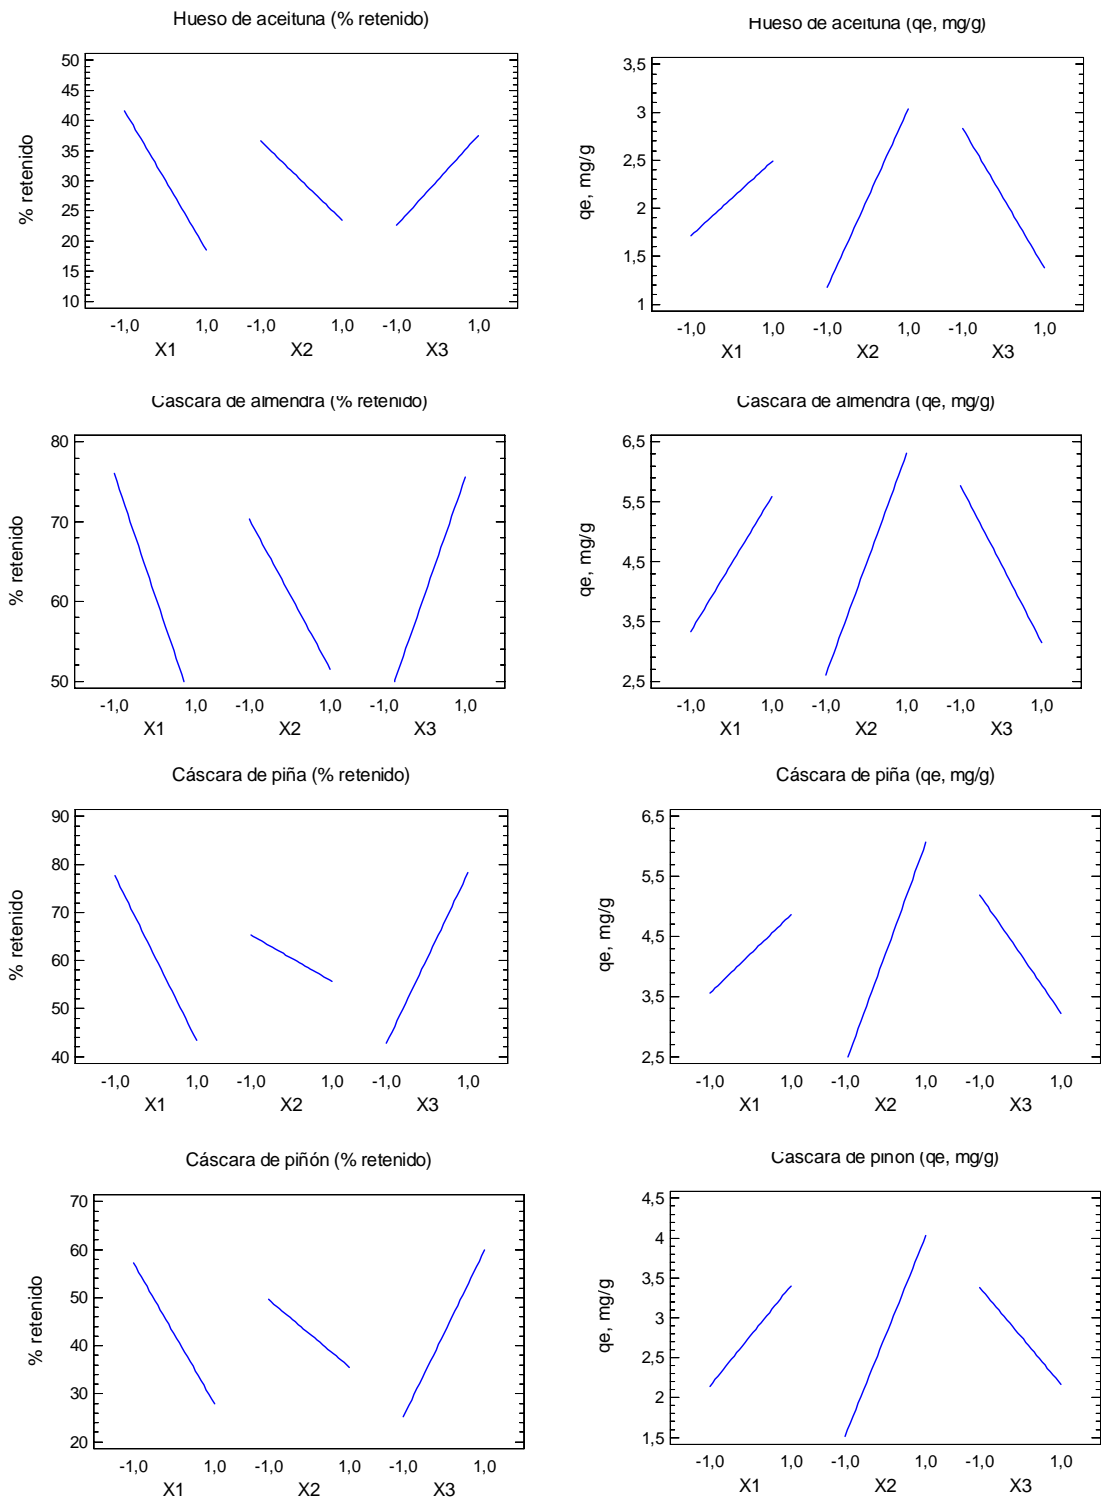 Hueso de aceituna (% retenido)
50
45
40
35
30
25
20
15
10
% retenido
-1,0 1,0 -1,0 1,0 -1,0 1,0
X1 X2 X3
Hueso de aceituna (qe, mg/g)
3,5
3
2,5
2
1,5
1
qe, mg/g
-1,0 1,0 -1,0 1,0 -1,0 1,0
X1 X2 X3
Cáscara de almendra (% retenido)
80
70
60
50
% retenido
-1,0 1,0 -1,0 1,0 -1,0 1,0
X1 X2 X3
Cáscara de almendra (qe, mg/g)
6,5
5,5
4,5
3,5
2,5
qe, mg/g
-1,0 1,0 -1,0 1,0 -1,0 1,0
X1 X2 X3
Cáscara de piña (% retenido)
90
80
70
60
50
40
% retenido
-1,0 1,0 -1,0 1,0 -1,0 1,0
X1 X2 X3
Cáscara de piña (qe, mg/g)
6,5
5,5
4,5
3,5
2,5
qe, mg/g
-1,0 1,0 -1,0 1,0 -1,0 1,0
X1 X2 X3
Cáscara de piñón (% retenido)
70
60
50
40
30
20
% retenido
-1,0 1,0 -1,0 1,0 -1,0 1,0
X1 X2 X3
Cáscara de piñón (qe, mg/g)
4,5
4
3,5
3
2,5
2
1,5
qe, mg/g
-1,0 1,0 -1,0 1,0 -1,0 1,0
X1 X2 X3